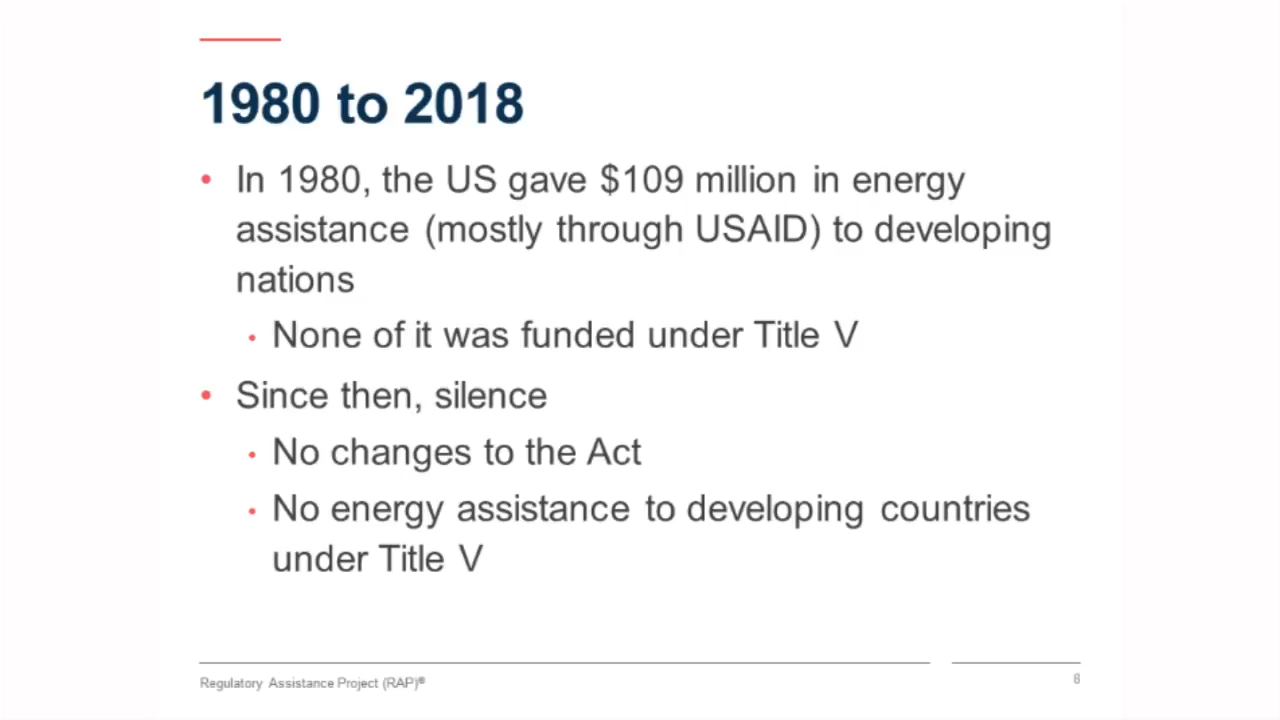 1980 to 2018
• In 1980, the US gave $109 million in energy
assistance (mostly through USAID) to developing
nations
• None of it was funded under Title V
• Since then, silence
• No changes to the Act
• No energy assistance to developing countries
under Title V
Regulatory Assistance Project (RAP)®
8